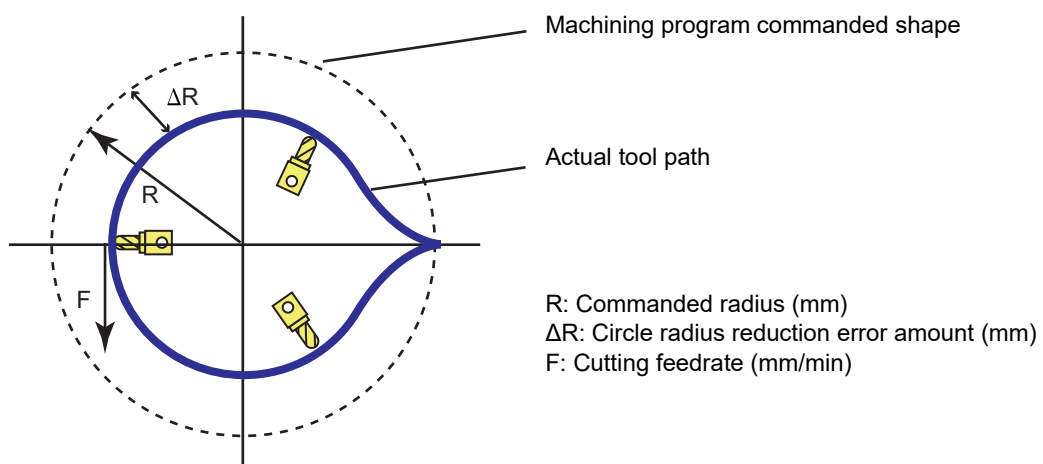 Machining program commanded shape
ΔR
Actual tool path
R
F
R: Commanded radius (mm)
ΔR: Circle radius reduction error amount (mm)
F: Cutting feedrate (mm/min)